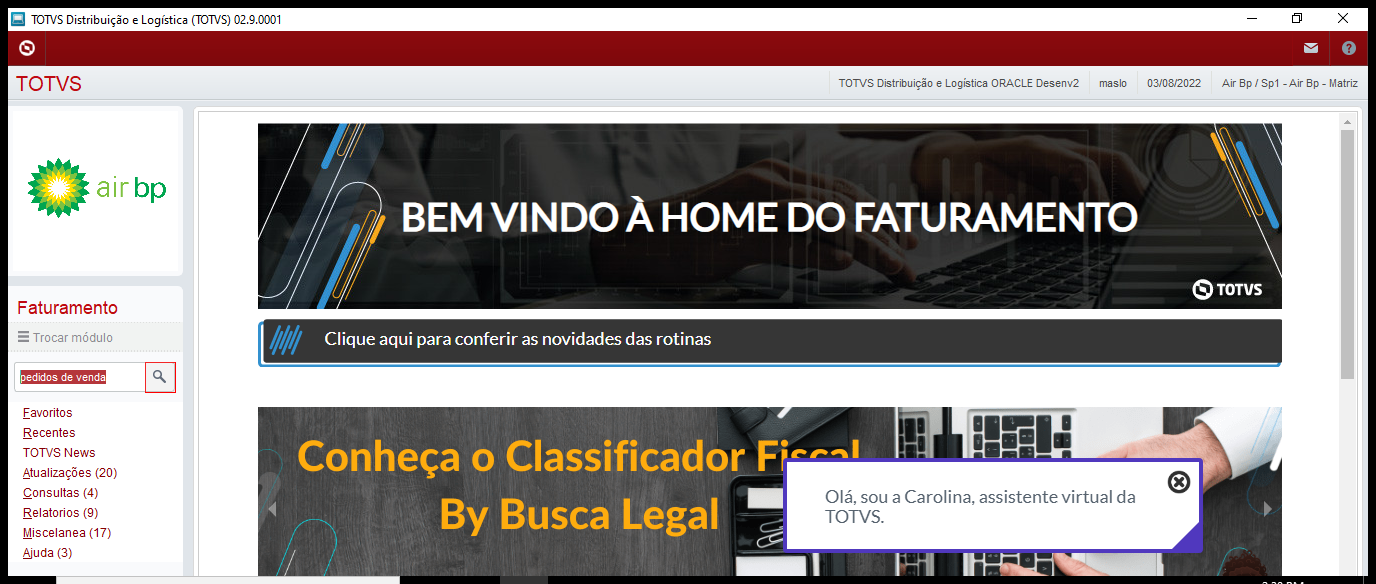 TOTVS Distribuição e Logística (TOTVS) 02.9.0001
TOTVS
TOTVS Distribuição e Logística ORACLE Desenv2
maslo
03/08/2022
Air Bp / Sp1 - Air Bp - Matriz
air bp
Faturamento
Trocar módulo
pedidos de venda
Favoritos
Recentes
TOTVS News
Atualizações (20)
Consultas (4)
Relatorios (9)
Miscelanea (17)
Ajuda (3)
BEM VINDO À HOME DO FATURAMENTO
TOTVS
Clique aqui para conferir as novidades das rotinas
Conheça o Classificador Fiscal
By Busca Legal
Olá, sou a Carolina, assistente virtual da
TOTVS.